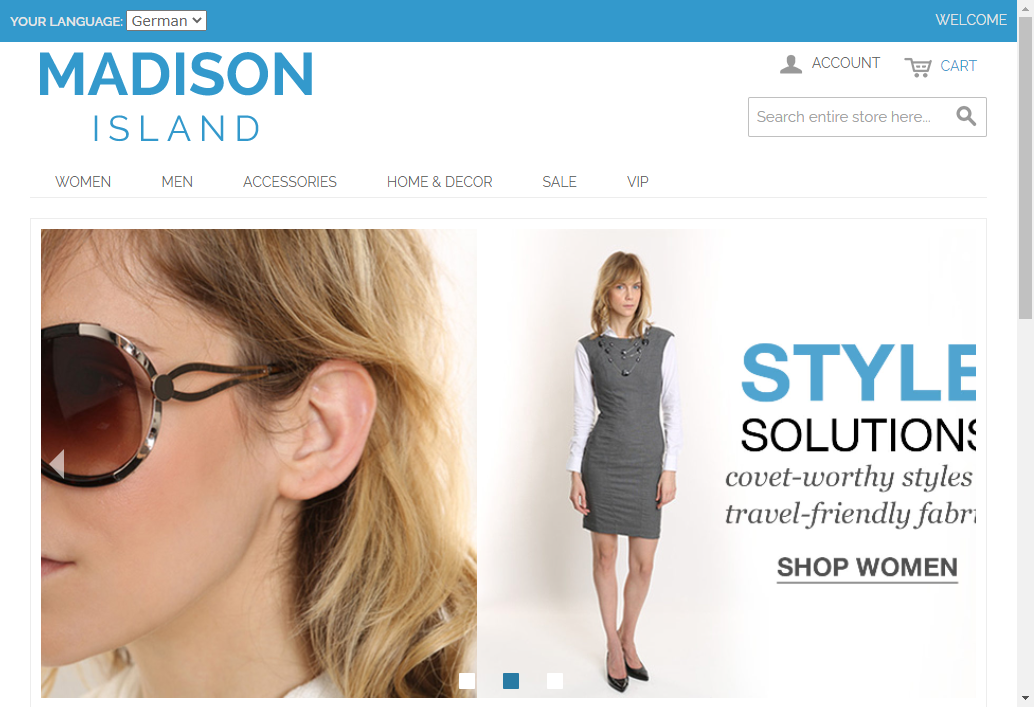 YOUR LANGUAGE: German
WELCOME
MADISON
ISLAND
ACCOUNT
CART
Search entire store here...
WOMEN MEN ACCESSORIES HOME & DECOR SALE VIP
STYLE
SOLUTIONS
covet-worthy styles
travel-friendly fabri
SHOP WOMEN